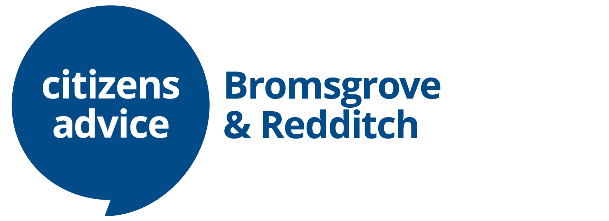 citizens
advice
Bromsgrove
& Redditch